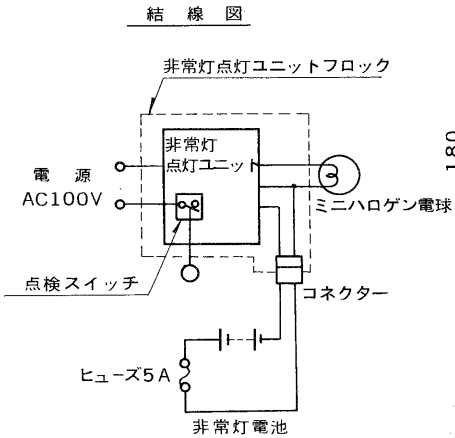 結線図
非常灯点灯ユニットフロック
非常灯
点灯ユニット
電源
AC100V
ミニハロゲン電球
点検スイッチ
コネクター
ヒューズ5A
非常灯電池
180